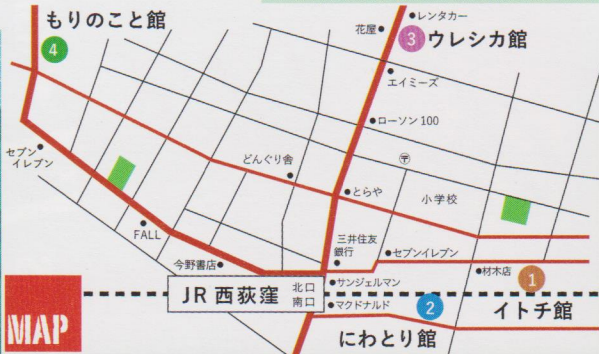 もりのこと館
4
レンタカー
花屋
3
ウレシカ館
エイミーズ
ローソン100
セブン
イレブン
どんぐり舎
〒
とらや
小学校
FALL
三井住友
銀行
セブンイレブン
今野書店
材木店
1
JR 西荻窪
北口
南口
サンジェルマン
マクドナルド
2
イトチ館
にわとり館
MAP